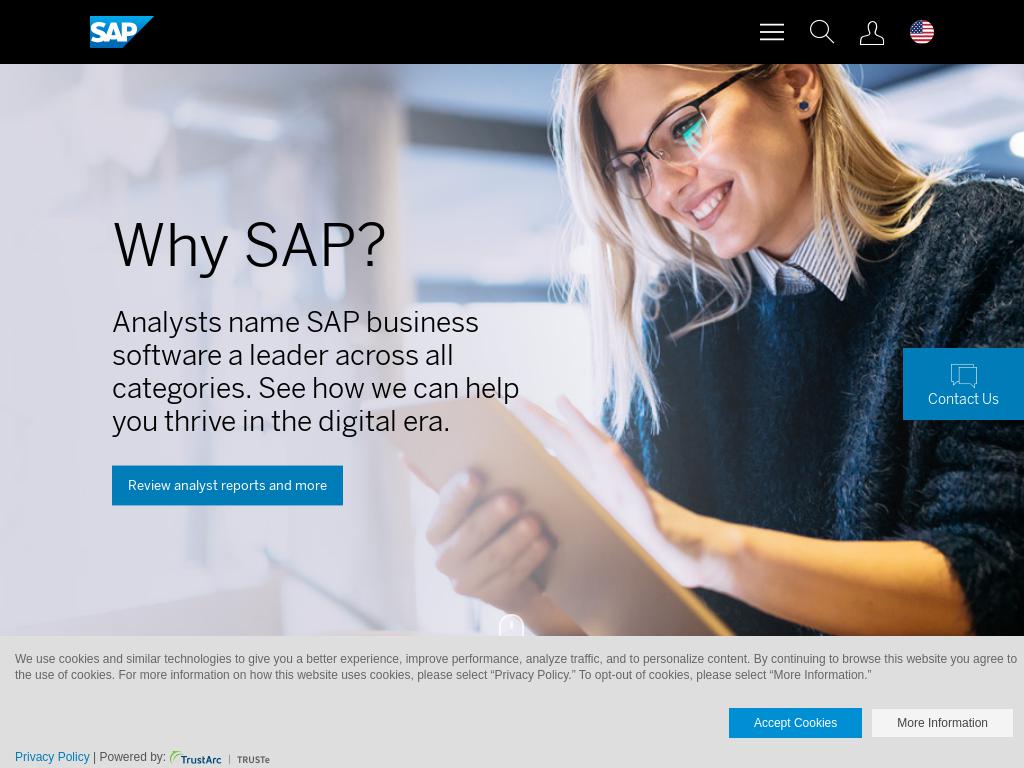 SAP
Why SAP?
Analysts name SAP business
software a leader across all
categories. See how we can help
you thrive in the digital era.
Review analyst reports and more
Contact Us
We use cookies and similar technologies to give you a better experience, improve performance, analyze traffic, and to personalize content. By continuing to browse this website you agree to
the use of cookies. For more information on how this website uses cookies, please select “Privacy Policy.” To opt-out of cookies, please select “More Information.”
Accept Cookies
More Information
Privacy Policy | Powered by: TrustArc | TRUSTe